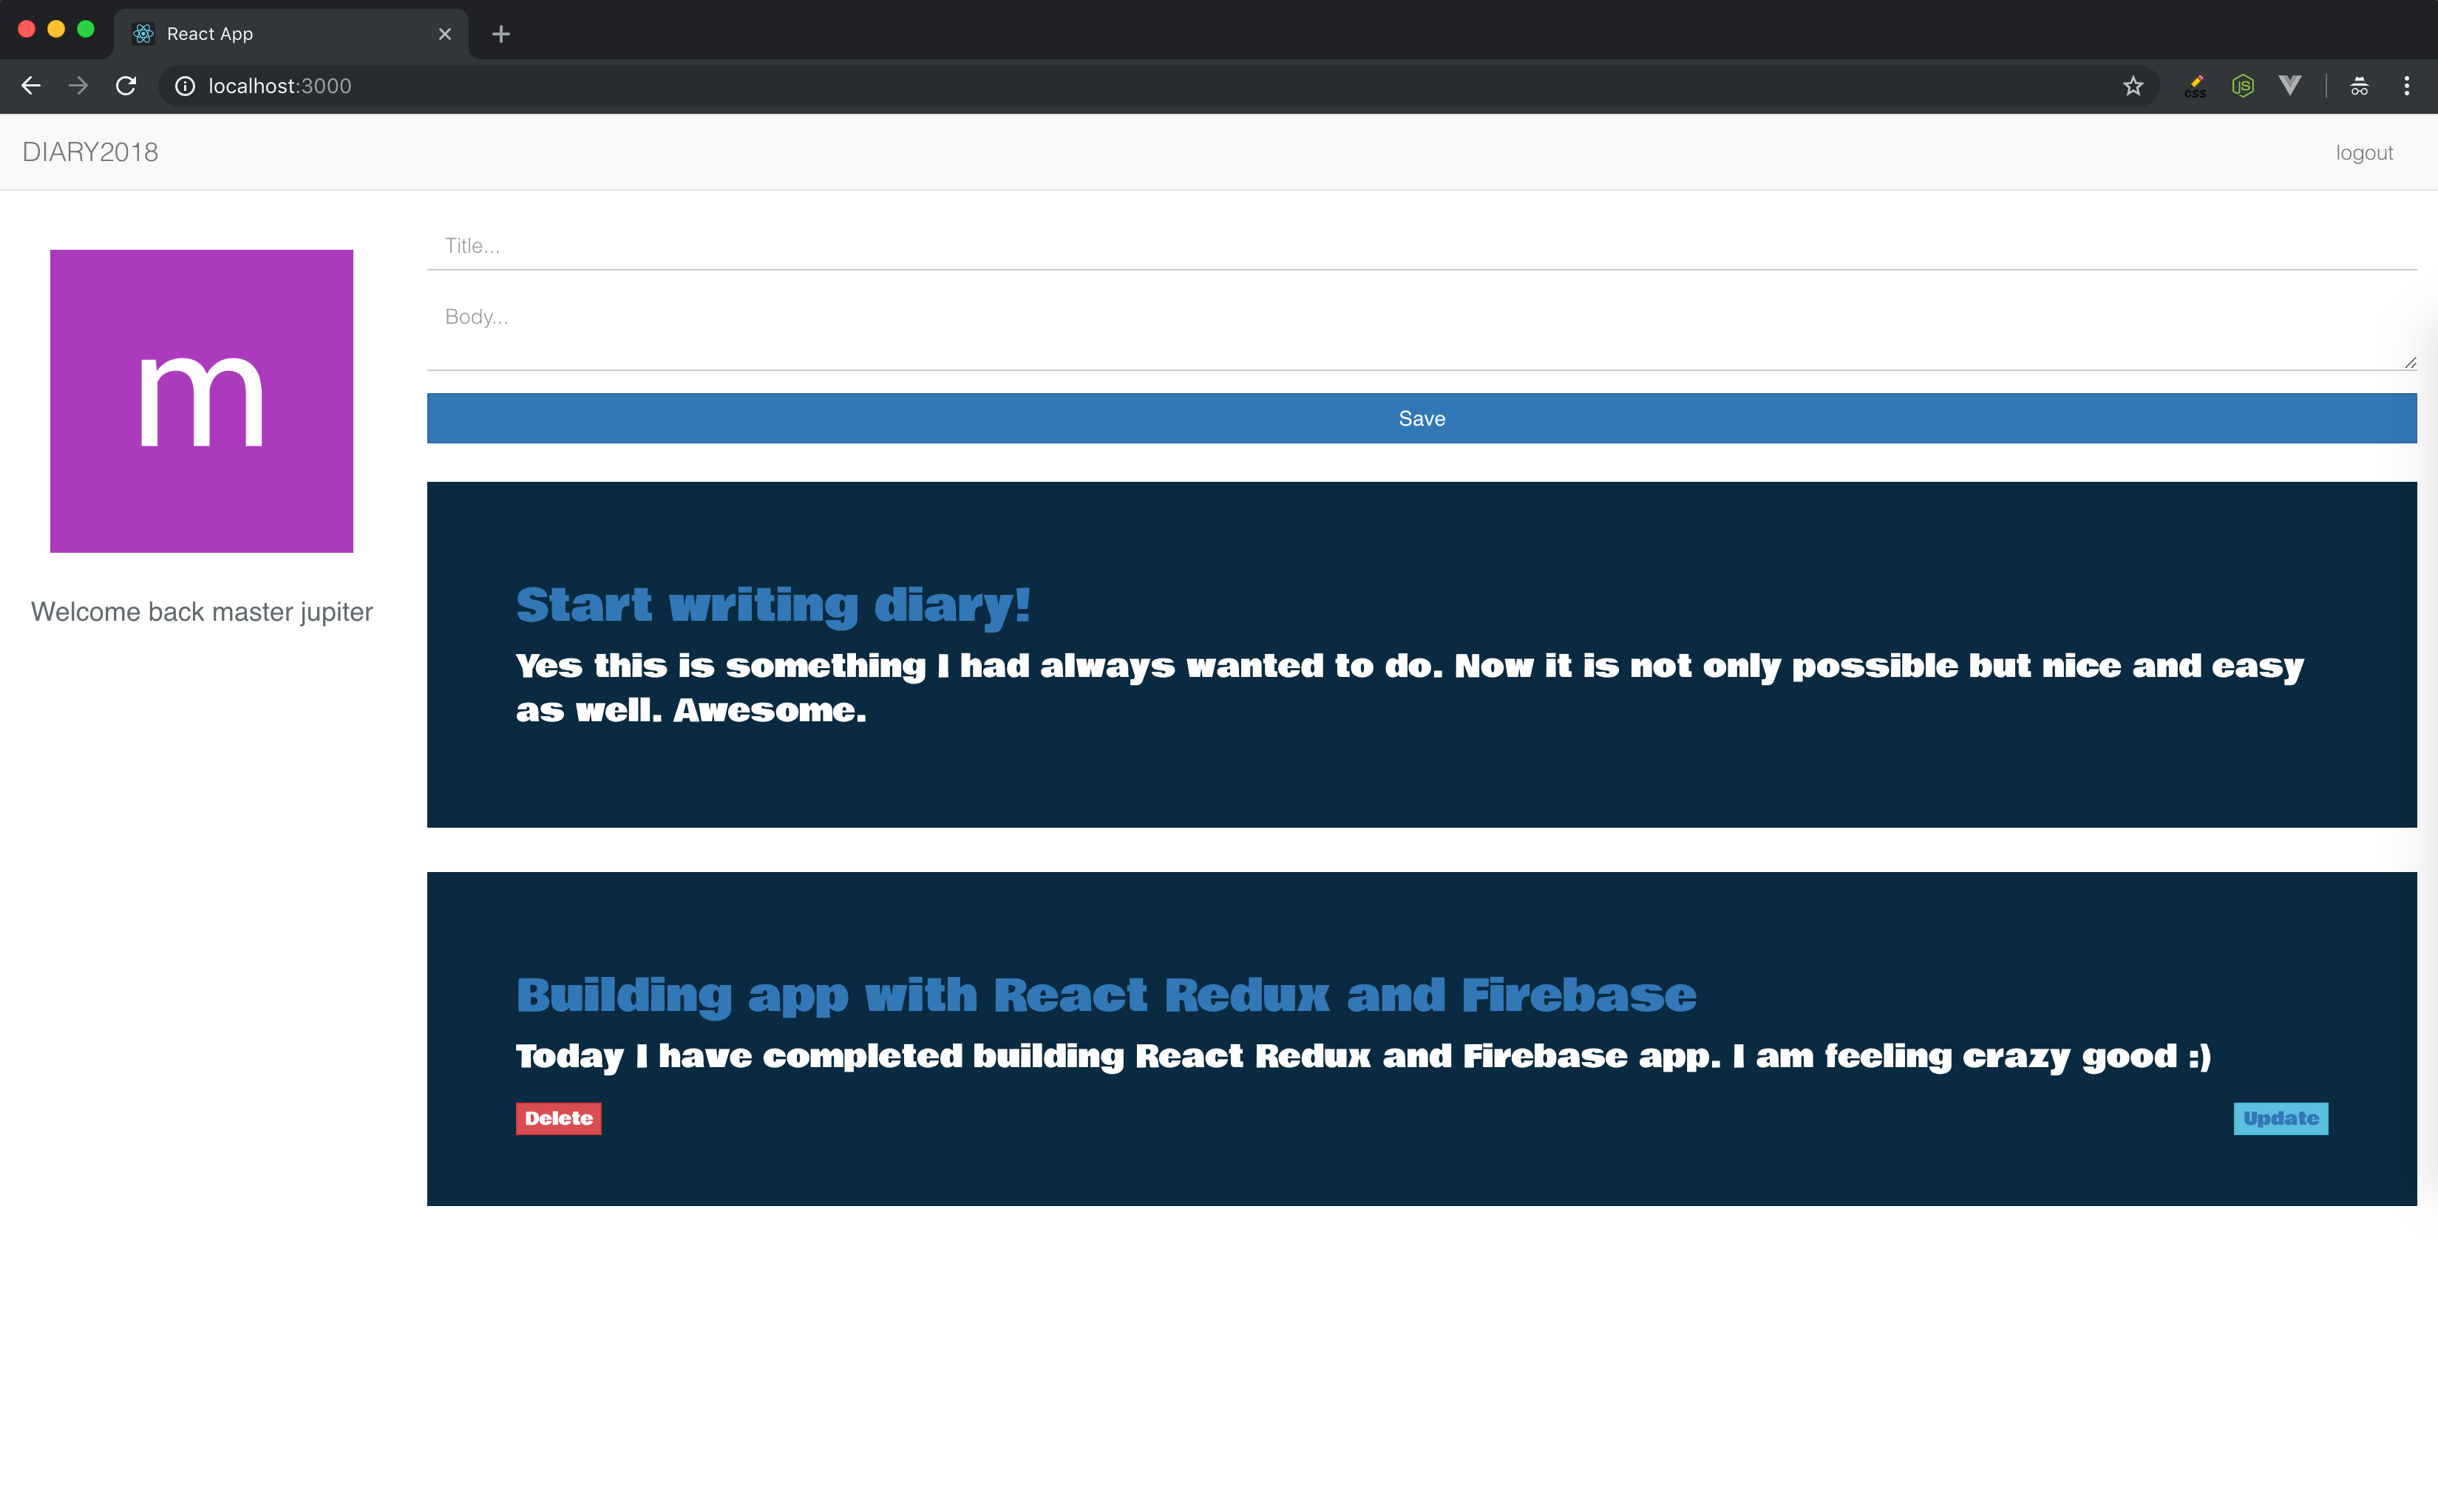 React App
localhost:3000
css
JS
DIARY2018
logout
m
Welcome back master jupiter
Title...
Body...
Save
Start writing diary!
Yes this is something I had always wanted to do. Now it is not only possible but nice and easy
as well. Awesome.
Building app with React Redux and Firebase
Today I have completed building React Redux and Firebase app. I am feeling crazy good :)
Delete
Update